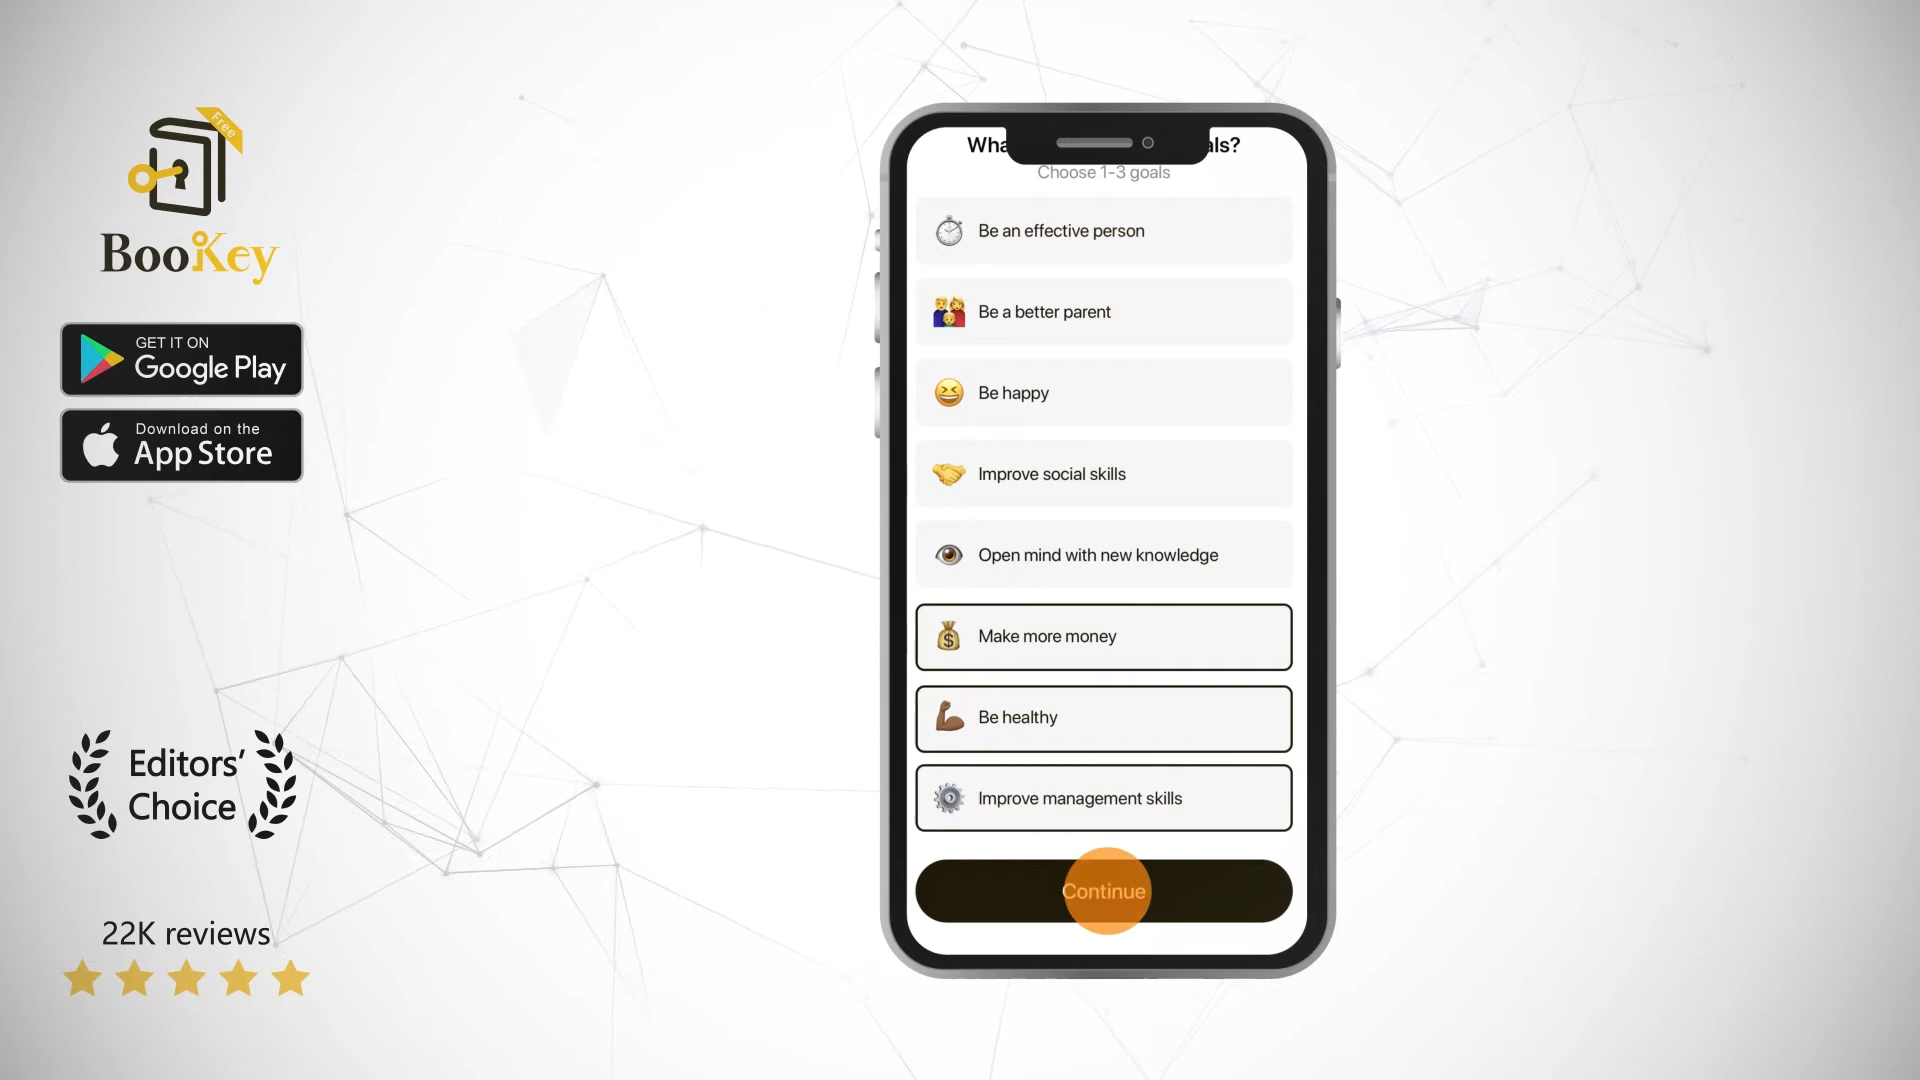 Free
BooKey
GET IT ON
Google Play
Download on the
App Store
Editors’
Choice
22K reviews
als?
Choose 1-3 goals
Be an effective person
Be a better parent
Be happy
Improve social skills
Open mind with new knowledge
Make more money
Be healthy
Improve management skills
Continue